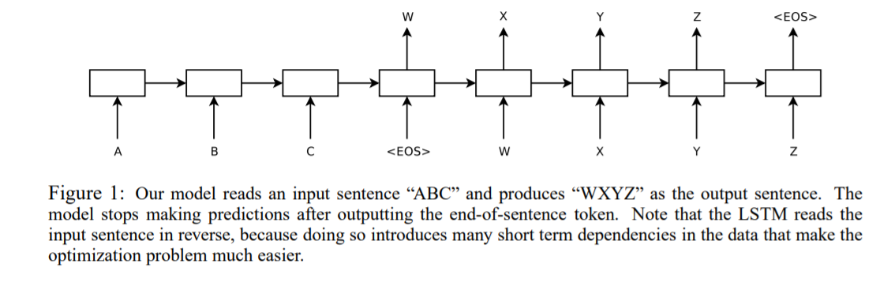 W X Y Z <EOS>
A B C <EOS> W X Y Z
Figure 1: Our model reads an input sentence “ABC” and produces “WXYZ” as the output sentence. The
model stops making predictions after outputting the end-of-sentence token. Note that the LSTM reads the
input sentence in reverse, because doing so introduces many short term dependencies in the data that make the
optimization problem much easier.